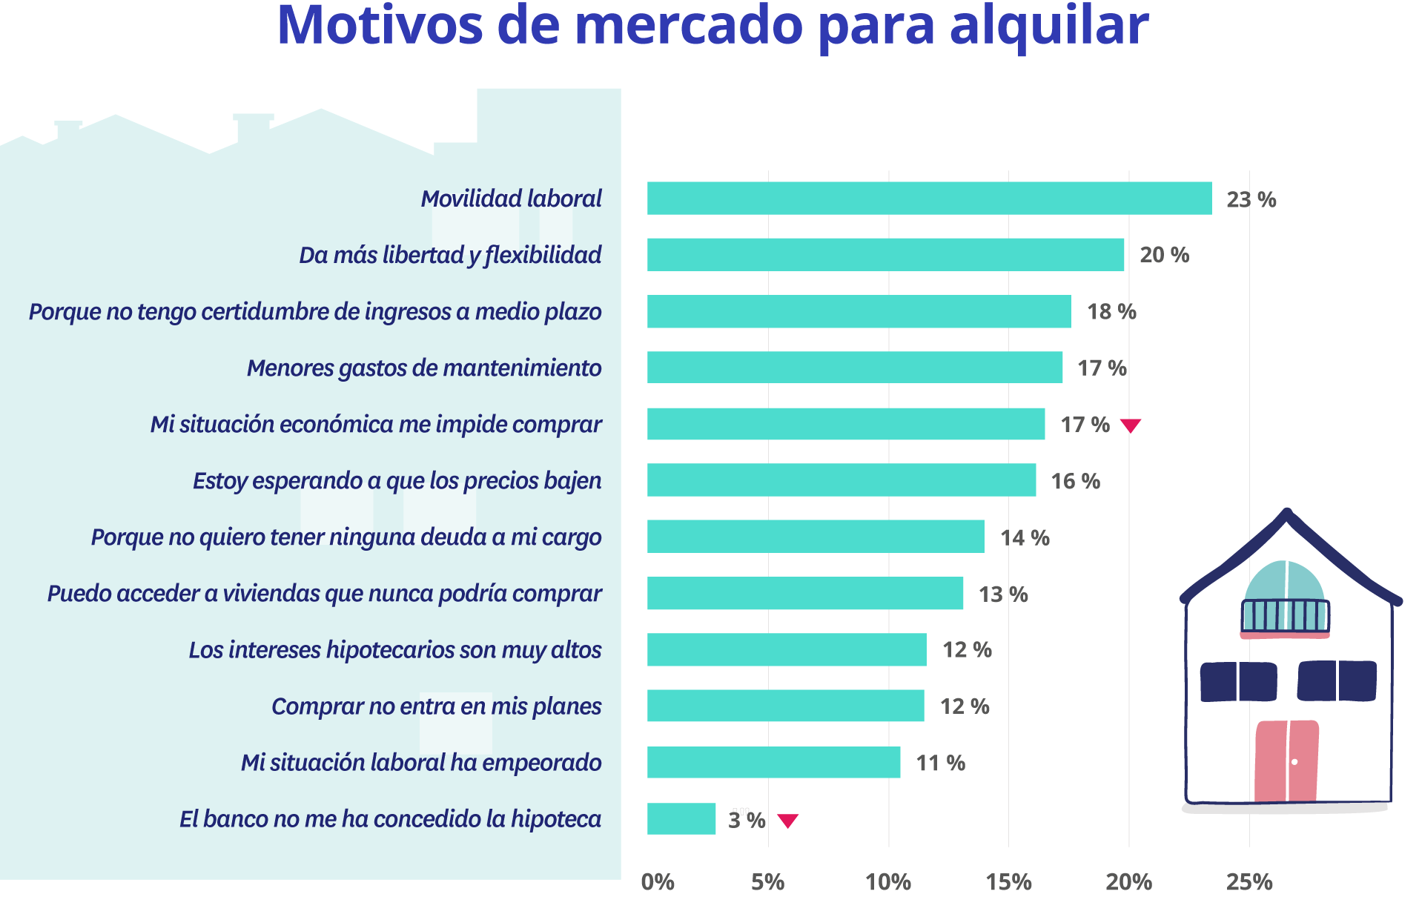 Motivos de mercado para alquilar
Movilidad laboral 23 %
Da más libertad y flexibilidad 20 %
Porque no tengo certidumbre de ingresos a medio plazo 18 %
Menores gastos de mantenimiento 17 %
Mi situación económica me impide comprar 17 %
Estoy esperando a que los precios bajen 16 %
Porque no quiero tener ninguna deuda a mi cargo 14 %
Puedo acceder a viviendas que nunca podría comprar 13 %
Los intereses hipotecarios son muy altos 12 %
Comprar no entra en mis planes 12 %
Mi situación laboral ha empeorado 11 %
El banco no me ha concedido la hipoteca 3 %
0% 5% 10% 15% 20% 25%